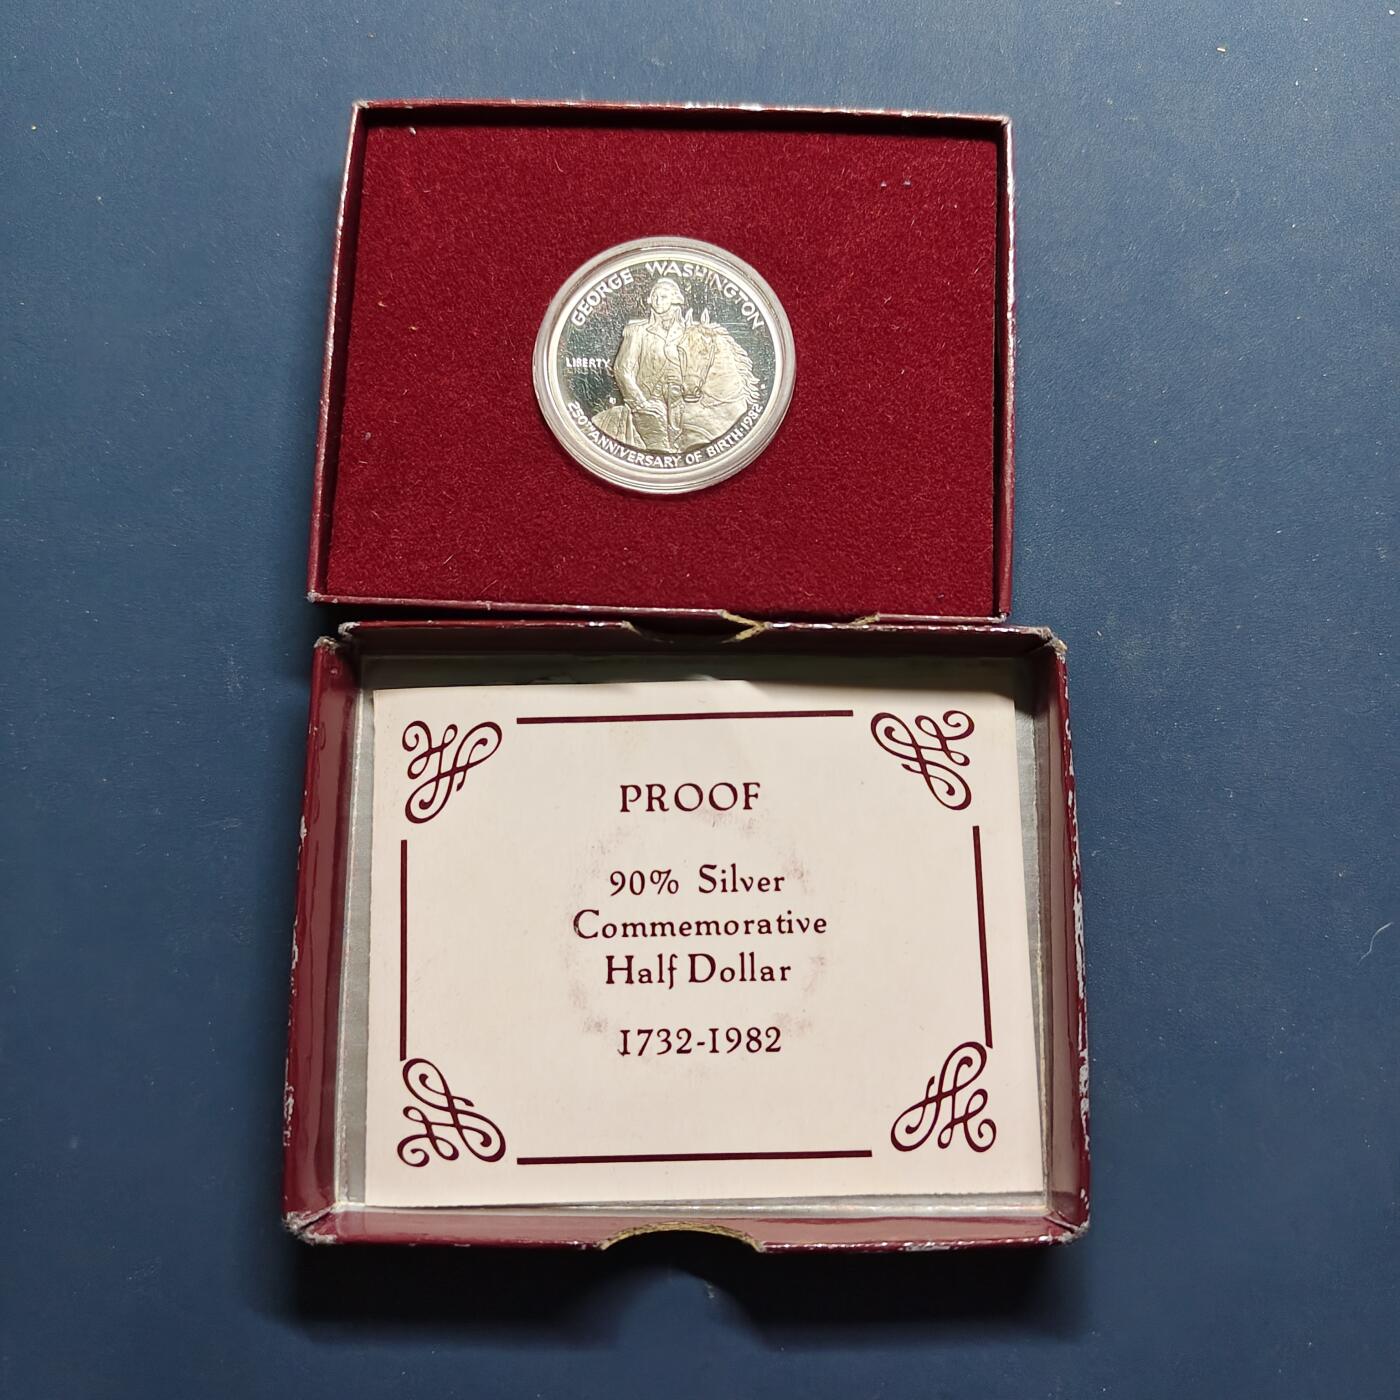 GEORGE WASHINGTON
LIBERTY
250TH ANNIVERSARY OF BIRTH·1982
PROOF
90% Silver
Commemorative
Half Dollar
1732-1982